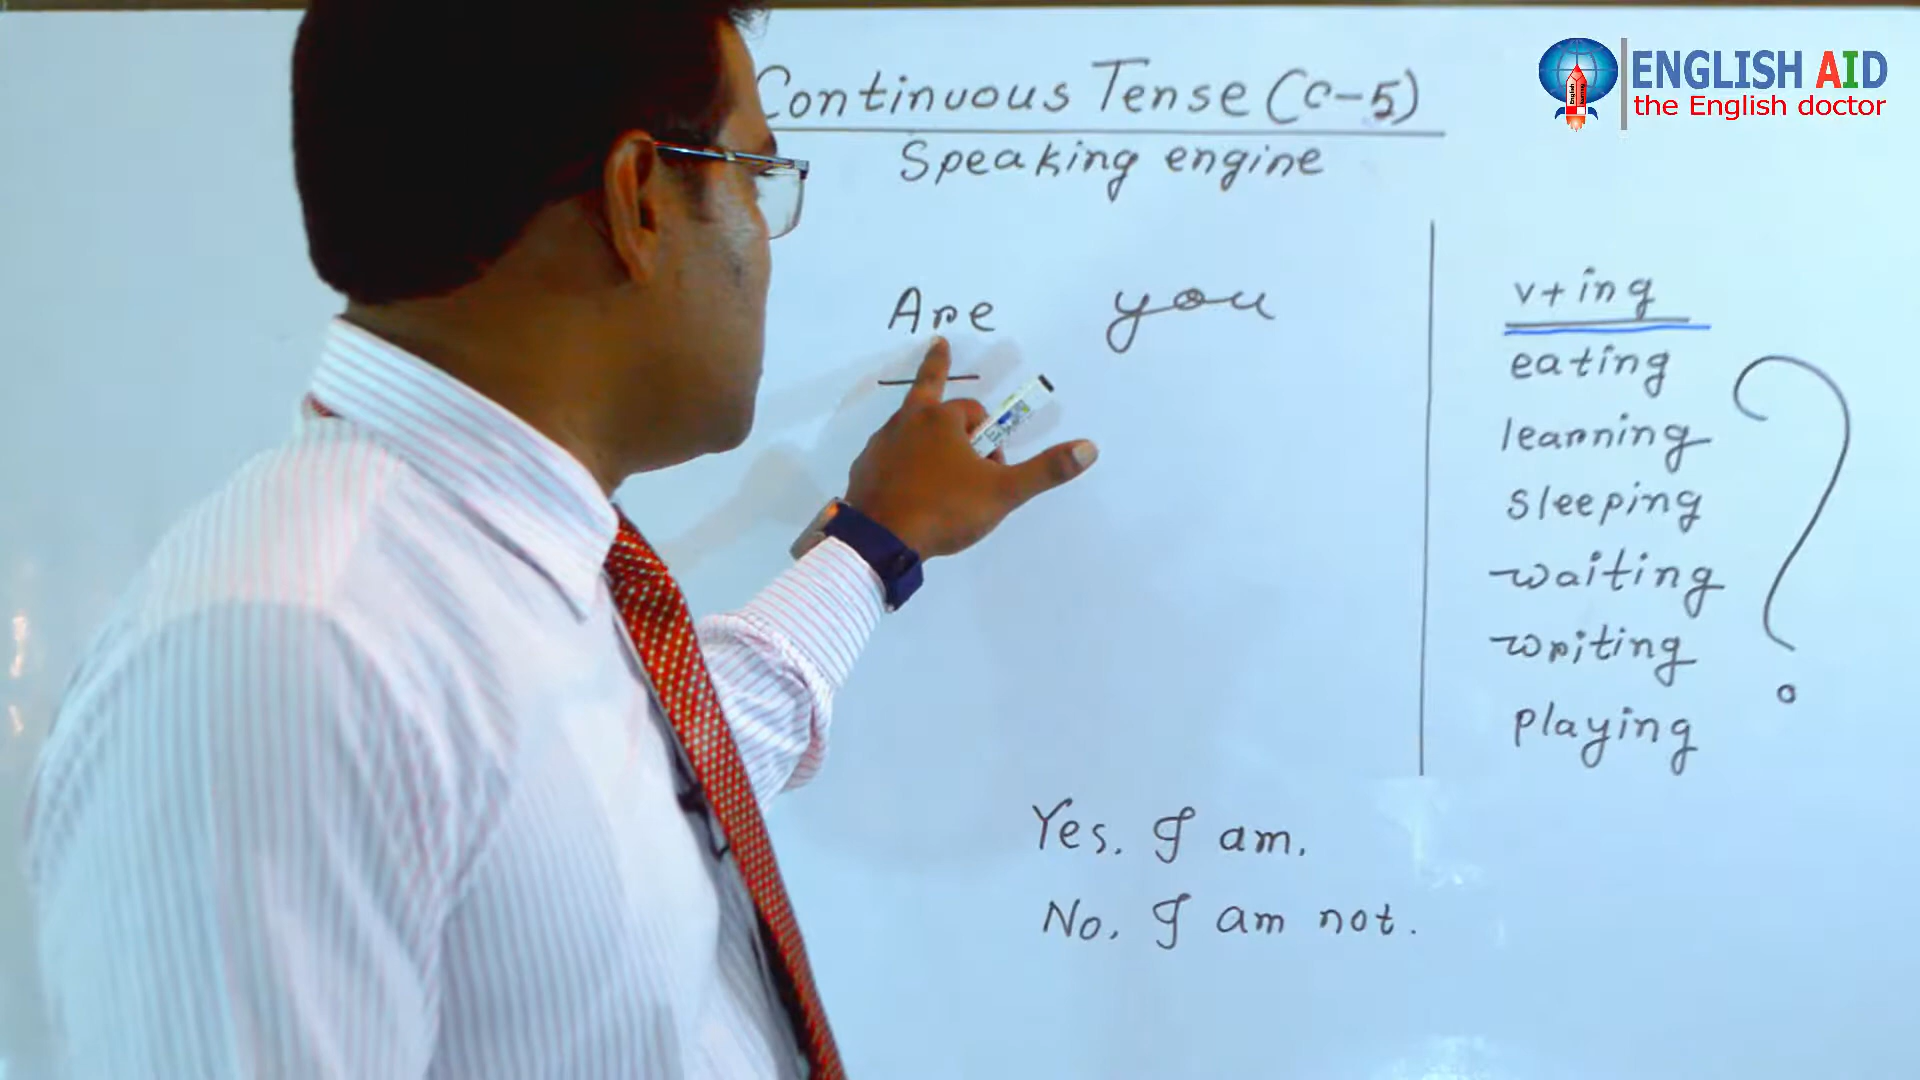 Continuous Tense (C-5)
Speaking engine
Are you
v+ing
eating
learning
sleeping
waiting
writing
playing
?
Yes. I am.
No. I am not.
ENGLISH AID
the English doctor